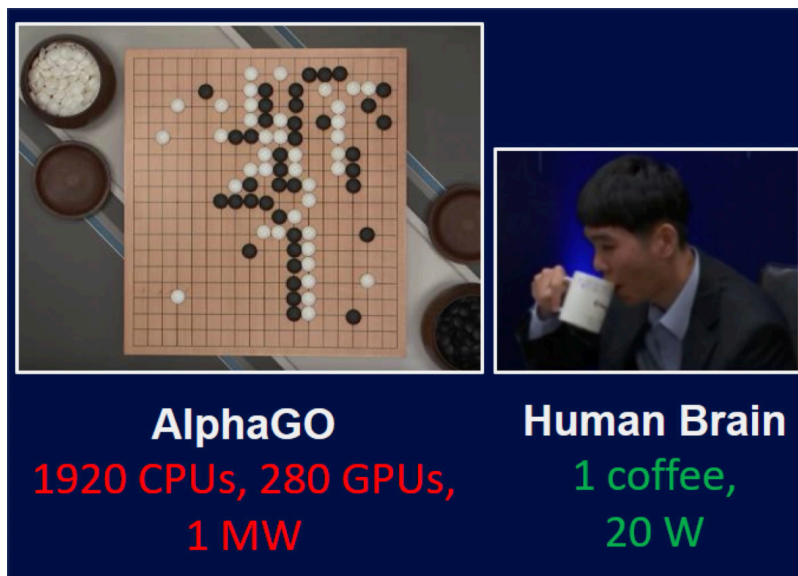 AlphaGO
1920 CPUs, 280 GPUs,
1 MW
Human Brain
1 coffee,
20 W